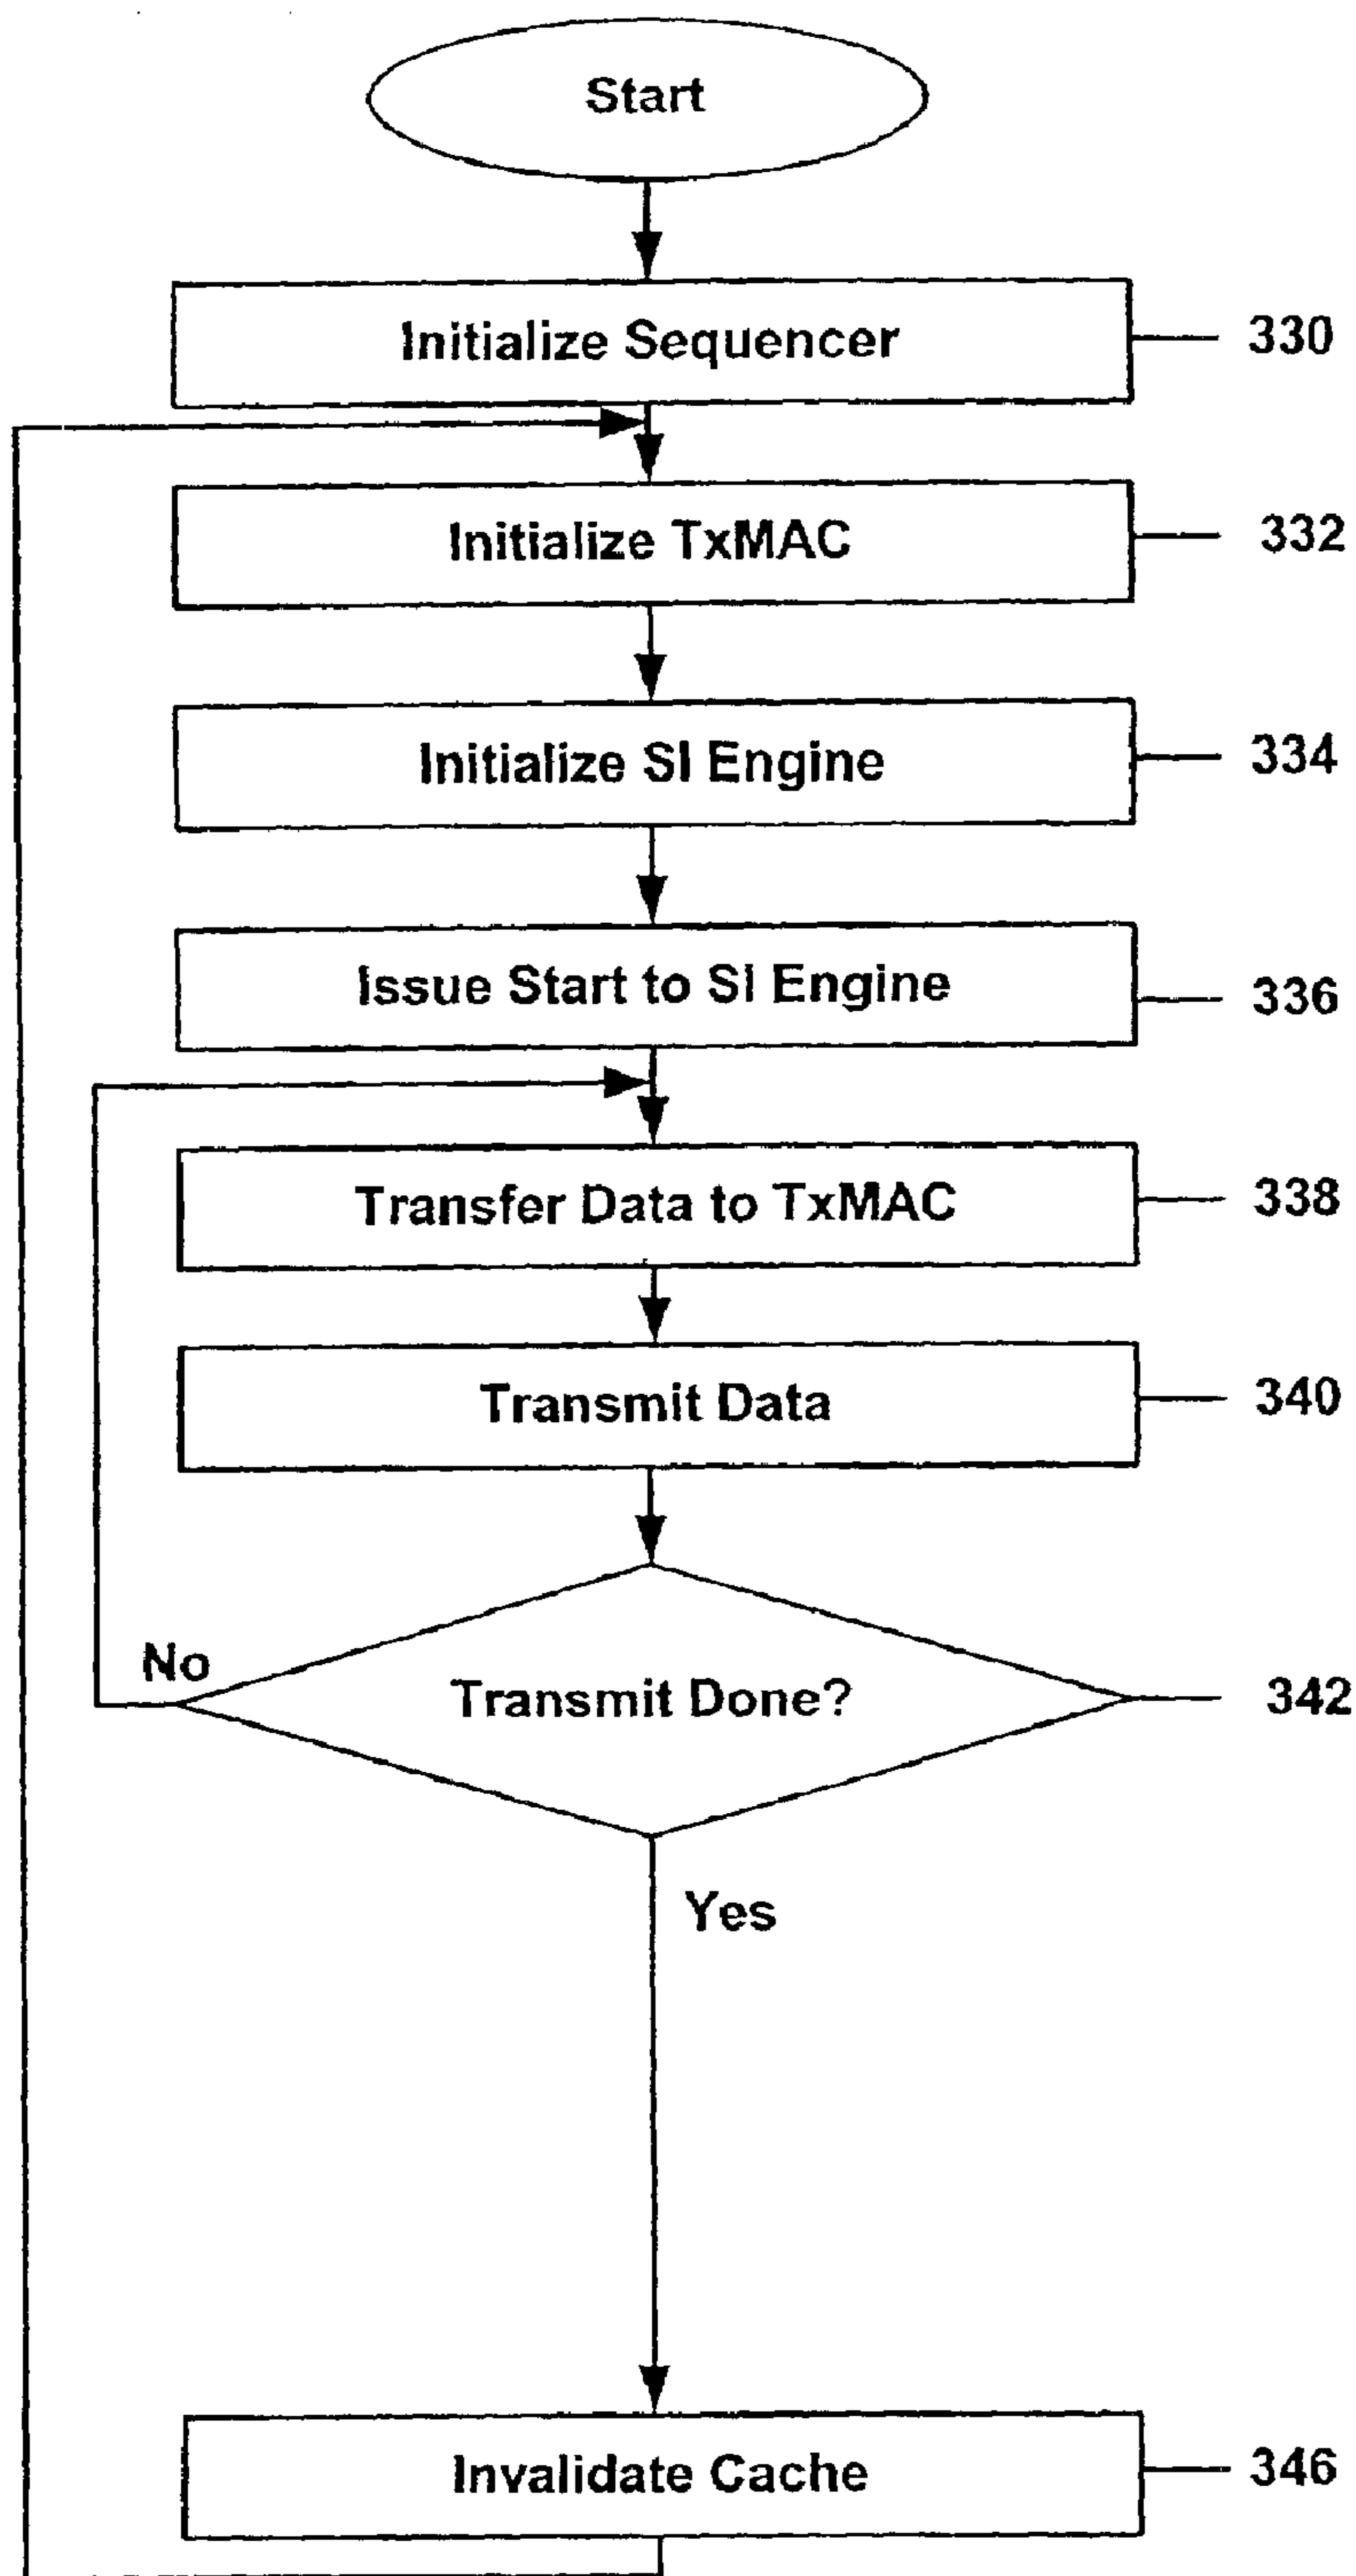 Start
Initialize Sequencer
330
Initialize TxMAC
332
Initialize SI Engine
334
Issue Start to SI Engine
336
Transfer Data to TxMAC
338
Transmit Data
340
No
Transmit Done?
342
Yes
Invalidate Cache
346